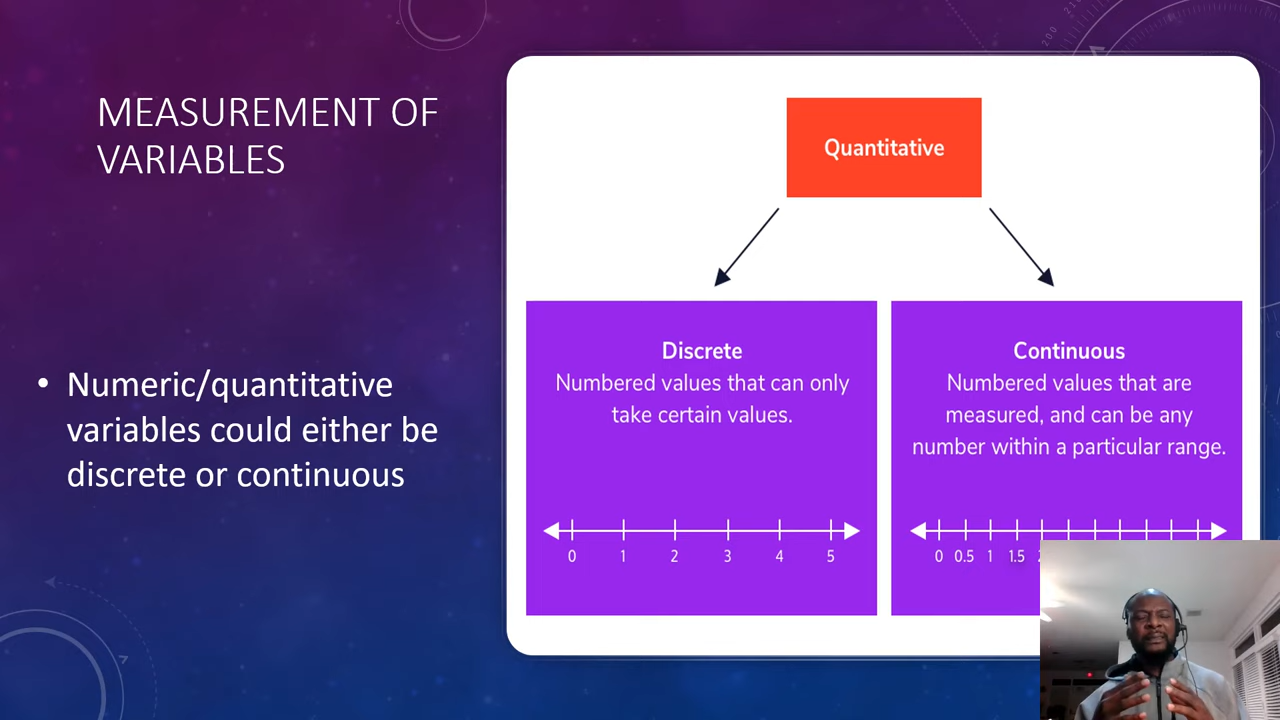 MEASUREMENT OF
VARIABLES
• Numeric/quantitative
variables could either be
discrete or continuous
Quantitative
Discrete
Numbered values that can only
take certain values.
0 1 2 3 4 5
Continuous
Numbered values that are
measured, and can be any
number within a particular range.
0 0.5 1 1.5